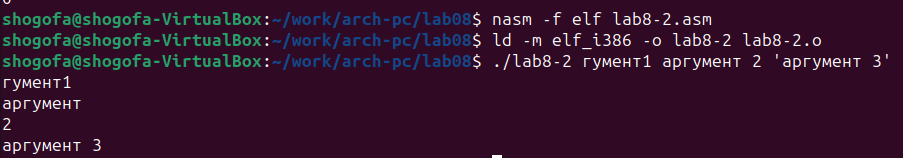 shogofa@shogofa-VirtualBox:~/work/arch-pc/lab08$ nasm -f elf lab8-2.asm
shogofa@shogofa-VirtualBox:~/work/arch-pc/lab08$ ld -m elf_i386 -o lab8-2 lab8-2.o
shogofa@shogofa-VirtualBox:~/work/arch-pc/lab08$ ./lab8-2 гумент1 аргумент 2 'аргумент 3'
гумент1
аргумент
2
аргумент 3